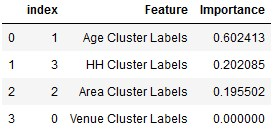 index Feature Importance
0 1 Age Cluster Labels 0.602413
1 3 HH Cluster Labels 0.202085
2 2 Area Cluster Labels 0.195502
3 0 Venue Cluster Labels 0.000000